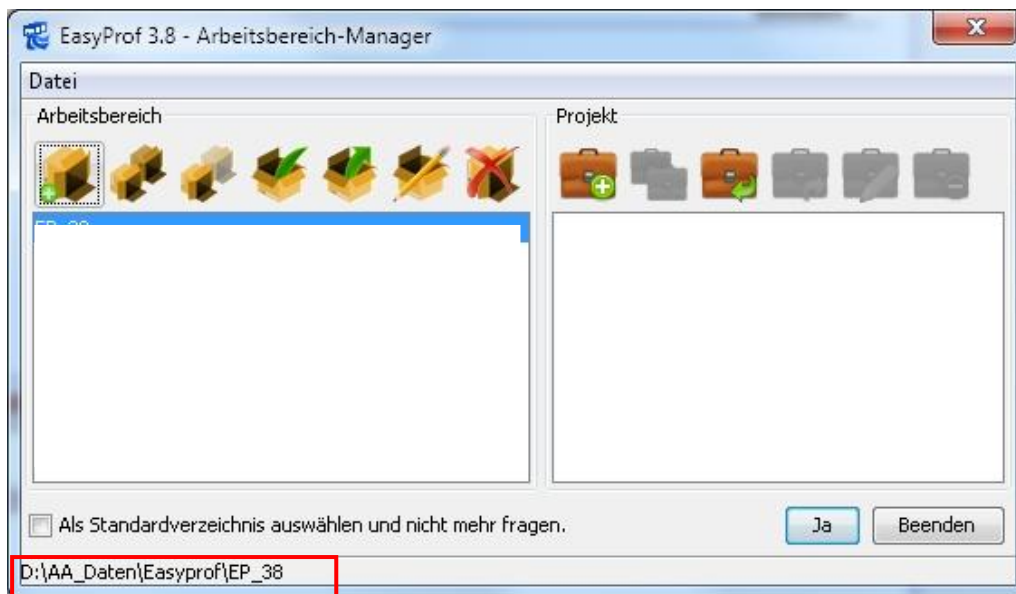 EasyProf 3.8 - Arbeitsbereich-Manager
Datei
Arbeitsbereich
Projekt
Als Standardverzeichnis auswählen und nicht mehr fragen.
Ja
Beenden
D:\AA_Daten\Easyprof\EP_38